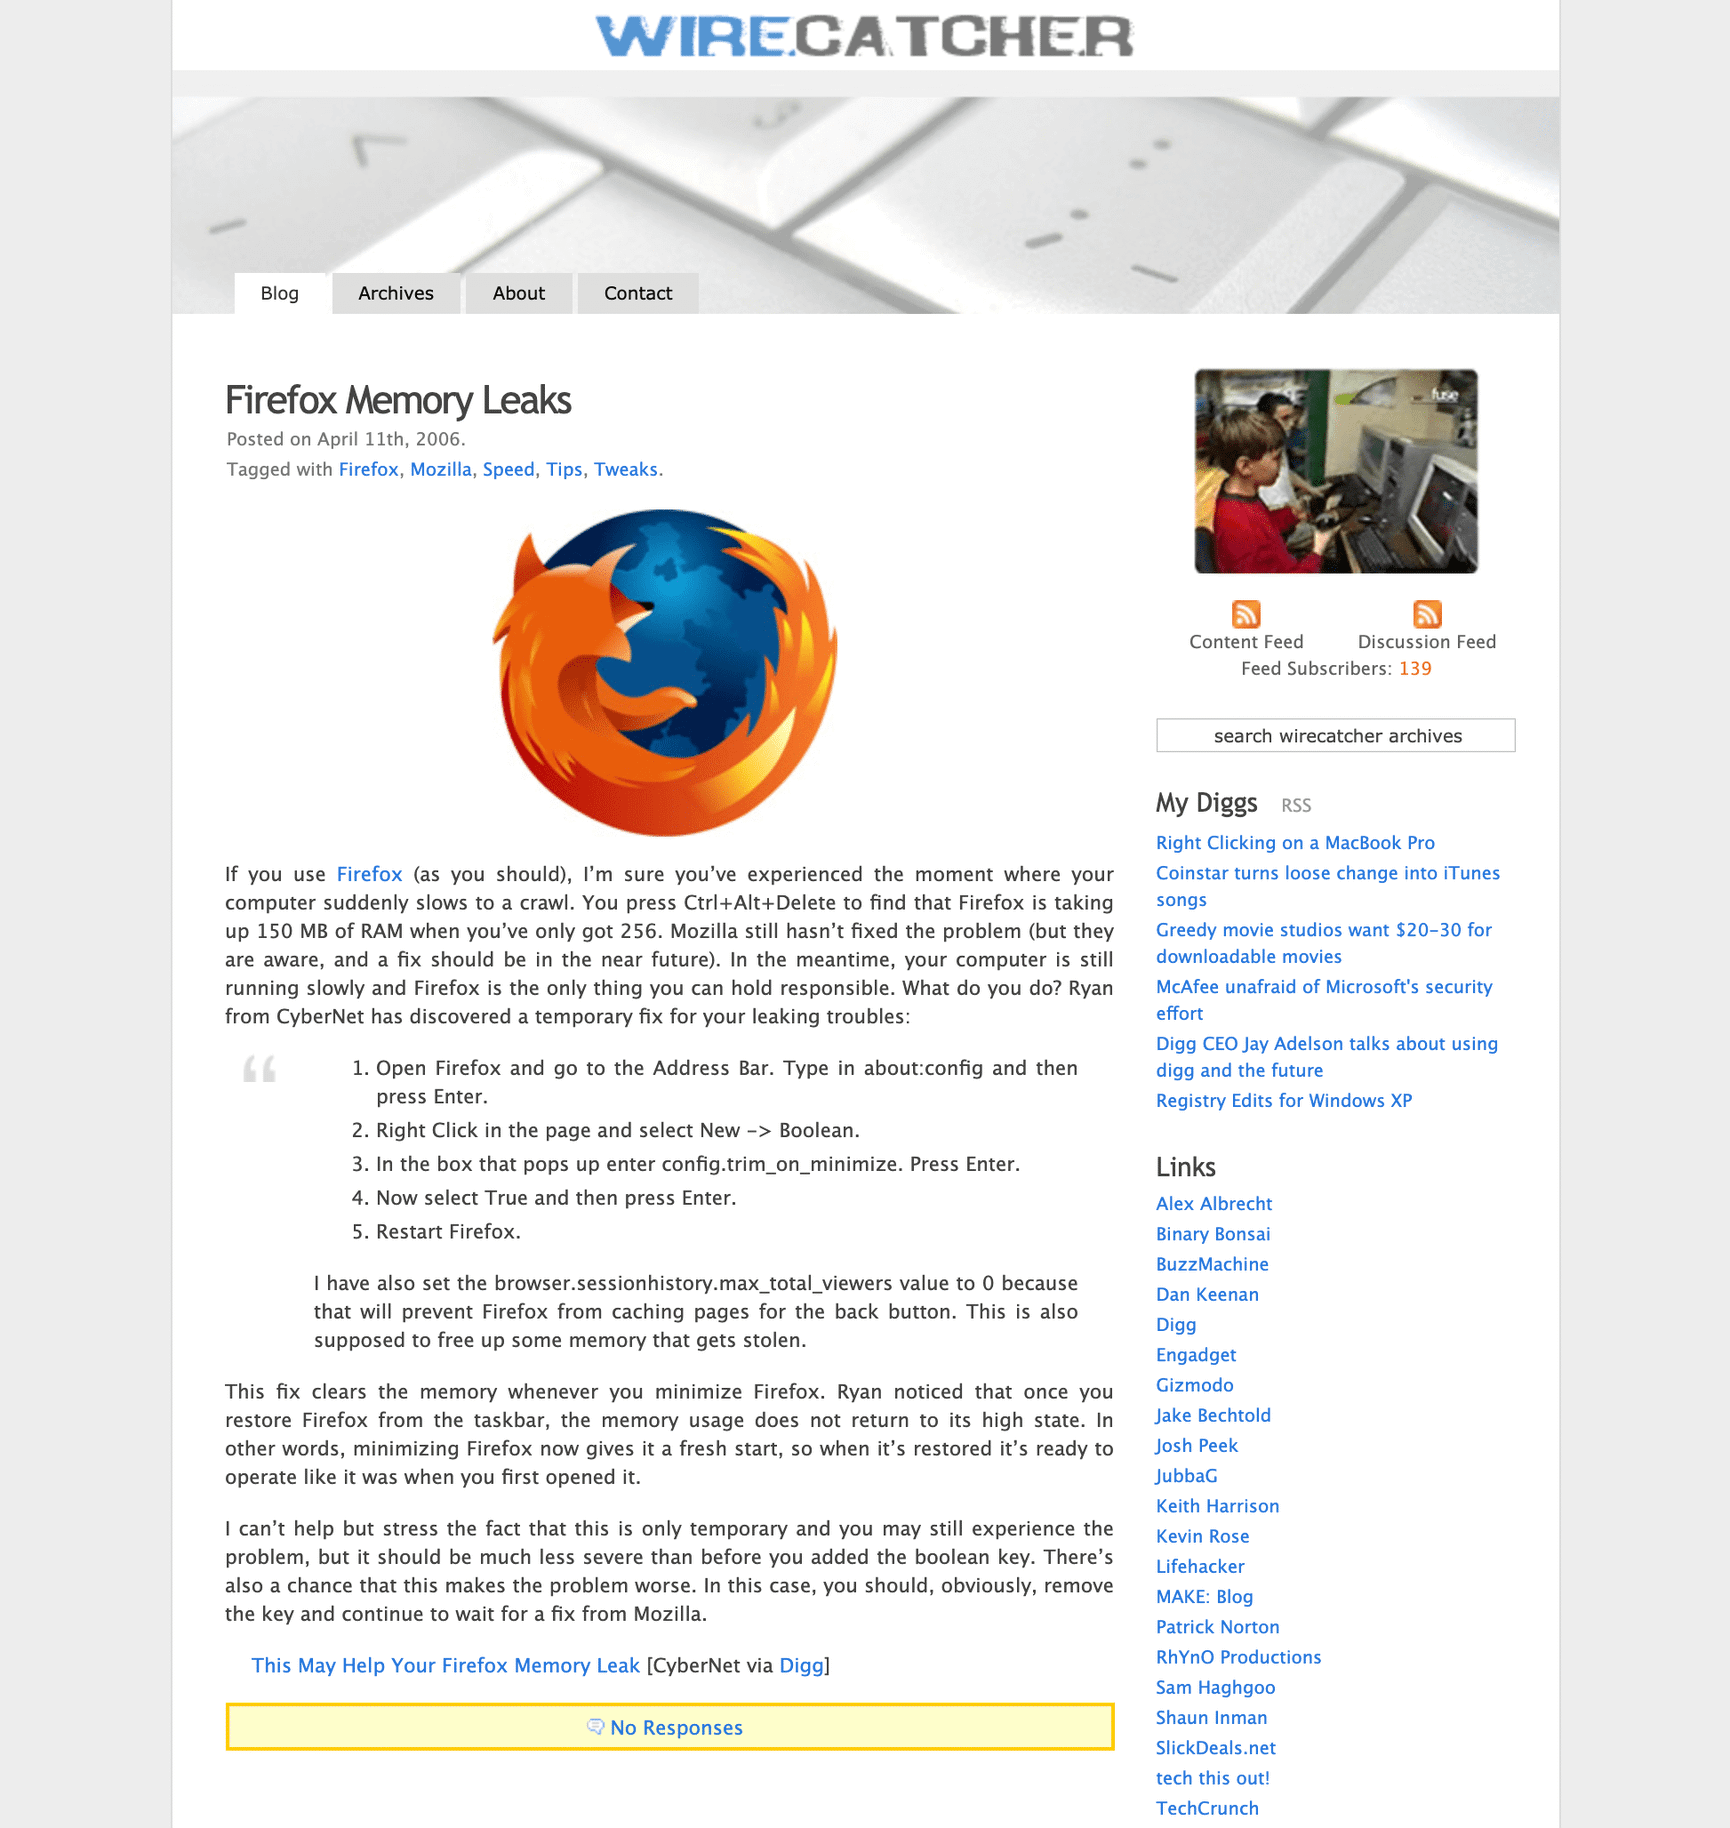 WIRECATCHER
Blog
Archives
About
Contact
Firefox Memory Leaks
Posted on April 11th, 2006.
Tagged with Firefox, Mozilla, Speed, Tips, Tweaks.
If you use Firefox (as you should), I’m sure you’ve experienced the moment where your
computer suddenly slows to a crawl. You press Ctrl+Alt+Delete to find that Firefox is taking
up 150 MB of RAM when you’ve only got 256. Mozilla still hasn’t fixed the problem (but they
are aware, and a fix should be in the near future). In the meantime, your computer is still
running slowly and Firefox is the only thing you can hold responsible. What do you do? Ryan
from CyberNet has discovered a temporary fix for your leaking troubles:
“
1. Open Firefox and go to the Address Bar. Type in about:config and then
press Enter.
2. Right Click in the page and select New -> Boolean.
3. In the box that pops up enter config.trim_on_minimize. Press Enter.
4. Now select True and then press Enter.
5. Restart Firefox.
I have also set the browser.sessionhistory.max_total_viewers value to 0 because
that will prevent Firefox from caching pages for the back button. This is also
supposed to free up some memory that gets stolen.
This fix clears the memory whenever you minimize Firefox. Ryan noticed that once you
restore Firefox from the taskbar, the memory usage does not return to its high state. In
other words, minimizing Firefox now gives it a fresh start, so when it’s restored it’s ready to
operate like it was when you first opened it.
I can’t help but stress the fact that this is only temporary and you may still experience the
problem, but it should be much less severe than before you added the boolean key. There’s
also a chance that this makes the problem worse. In this case, you should, obviously, remove
the key and continue to wait for a fix from Mozilla.
This May Help Your Firefox Memory Leak [CyberNet via Digg]
No Responses
fuse
Content Feed
Discussion Feed
Feed Subscribers: 139
search wirecatcher archives
My Diggs RSS
Right Clicking on a MacBook Pro
Coinstar turns loose change into iTunes
songs
Greedy movie studios want $20-30 for
downloadable movies
McAfee unafraid of Microsoft's security
effort
Digg CEO Jay Adelson talks about using
digg and the future
Registry Edits for Windows XP
Links
Alex Albrecht
Binary Bonsai
BuzzMachine
Dan Keenan
Digg
Engadget
Gizmodo
Jake Bechtold
Josh Peek
JubbaG
Keith Harrison
Kevin Rose
Lifehacker
MAKE: Blog
Patrick Norton
RhYnO Productions
Sam Haghgoo
Shaun Inman
SlickDeals.net
tech this out!
TechCrunch